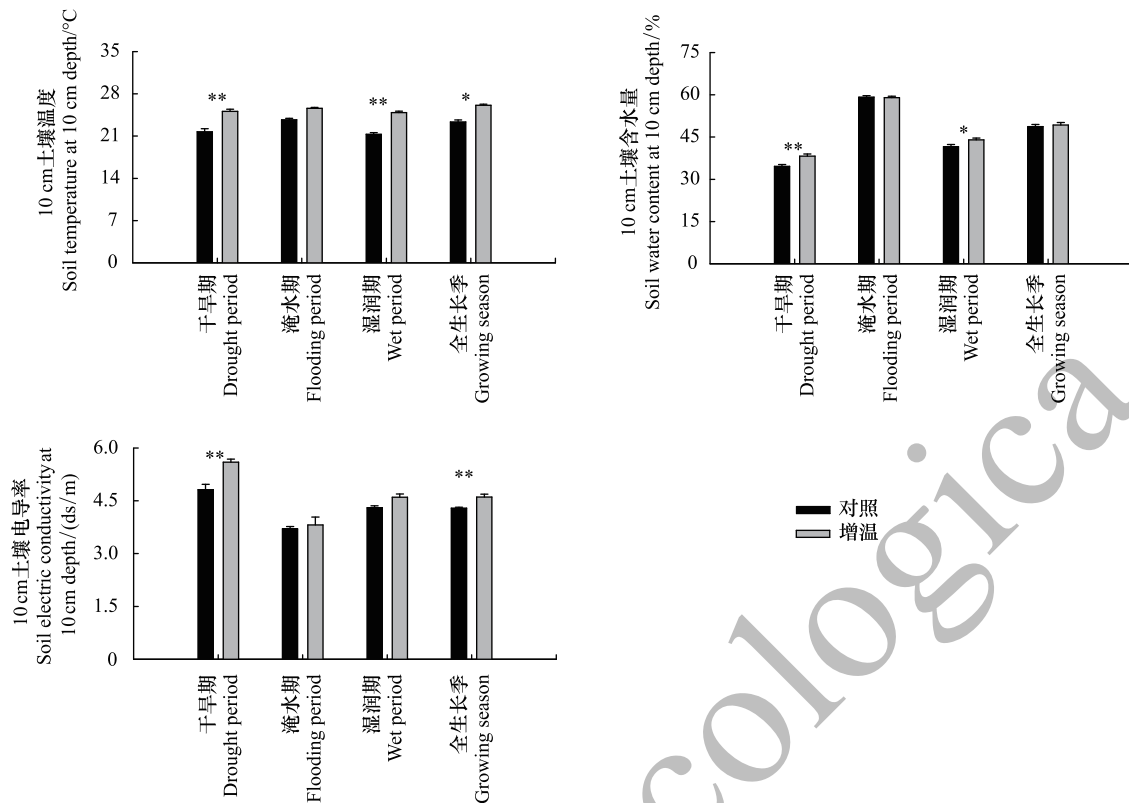 10 cm土壤温度
Soil temperature at 10 cm depth/°C
35
28
21
14
7
0
**
**
*
干旱期
Drought period
淹水期
Flooding period
湿润期
Wet period
全生长季
Growing season
10 cm土壤含水量
Soil water content at 10 cm depth/%
75
60
45
30
15
0
**
*
干旱期
Drought period
淹水期
Flooding period
湿润期
Wet period
全生长季
Growing season
10 cm土壤电导率
Soil electric conductivity at
10 cm depth/(ds/m)
6.0
4.5
3.0
1.5
0
**
**
干旱期
Drought period
淹水期
Flooding period
湿润期
Wet period
全生长季
Growing season
对照
增温
cologica